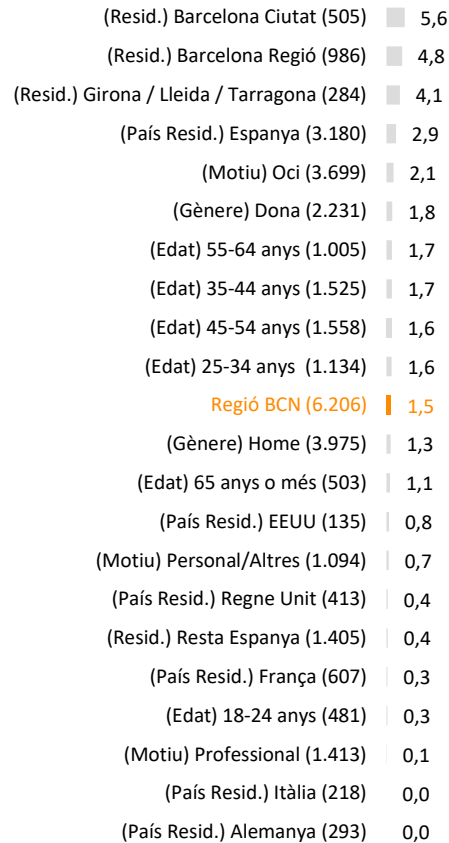 (Resid.) Barcelona Ciutat (505) 5,6
(Resid.) Barcelona Regió (986) 4,8
(Resid.) Girona / Lleida / Tarragona (284) 4,1
(País Resid.) Espanya (3.180) 2,9
(Motiu) Oci (3.699) 2,1
(Gènere) Dona (2.231) 1,8
(Edat) 55-64 anys (1.005) 1,7
(Edat) 35-44 anys (1.525) 1,7
(Edat) 45-54 anys (1.558) 1,6
(Edat) 25-34 anys (1.134) 1,6
Regió BCN (6.206) 1,5
(Gènere) Home (3.975) 1,3
(Edat) 65 anys o més (503) 1,1
(País Resid.) EEUU (135) 0,8
(Motiu) Personal/Altres (1.094) 0,7
(País Resid.) Regne Unit (413) 0,4
(Resid.) Resta Espanya (1.405) 0,4
(País Resid.) França (607) 0,3
(Edat) 18-24 anys (481) 0,3
(Motiu) Professional (1.413) 0,1
(País Resid.) Itàlia (218) 0,0
(País Resid.) Alemanya (293) 0,0